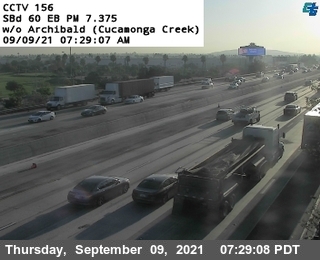 CCTV 156
SBd 60 EB PM 7.375
w/o Archibald (Cucamonga Creek)
09/09/21 07:29:07 AM
Thursday, September 09, 2021 07:29:08 PDT